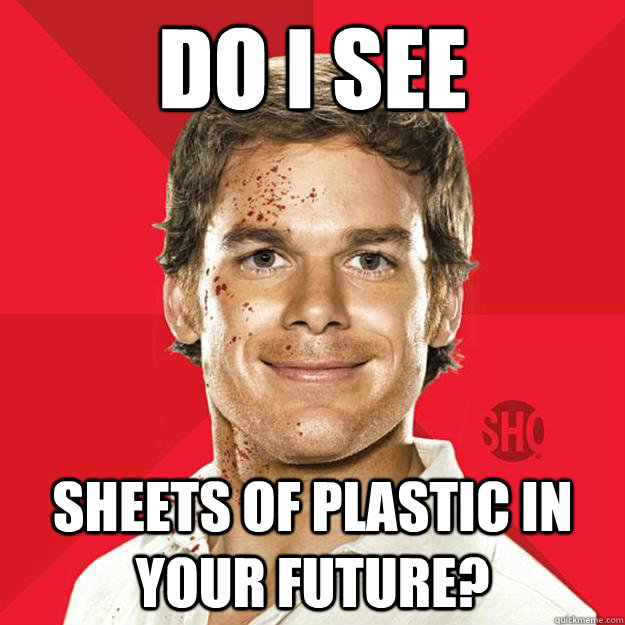 DO I SEE
SHO
SHEETS OF PLASTIC IN
YOUR FUTURE?
quickmeme.com